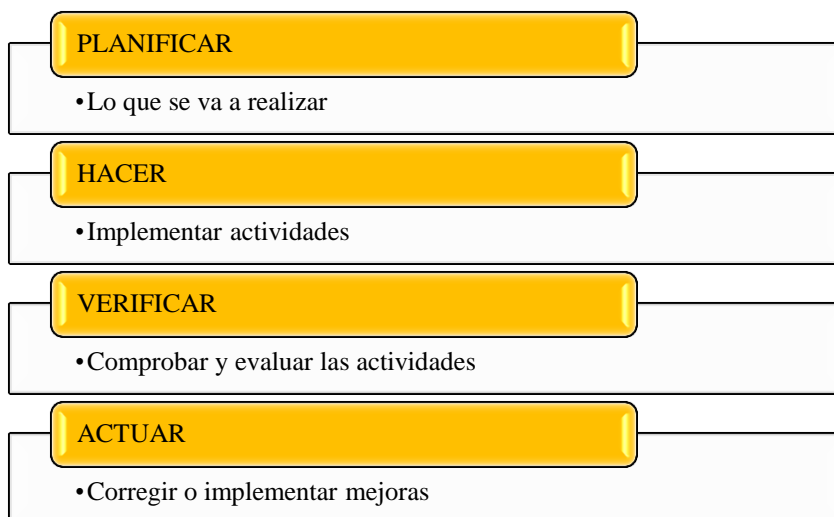 PLANIFICAR
•Lo que se va a realizar
HACER
•Implementar actividades
VERIFICAR
•Comprobar y evaluar las actividades
ACTUAR
•Corregir o implementar mejoras